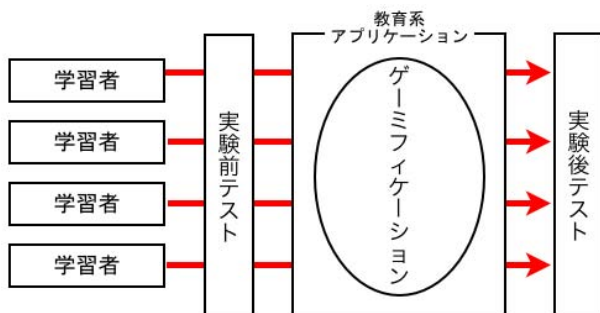 教育系
アプリケーション
学習者
学習者
学習者
学習者
実験前テスト
ゲーミフィケーション
実験後テスト